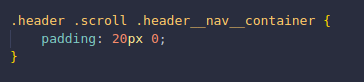 .header .scroll .header__nav__container {
    padding: 20px 0;
}